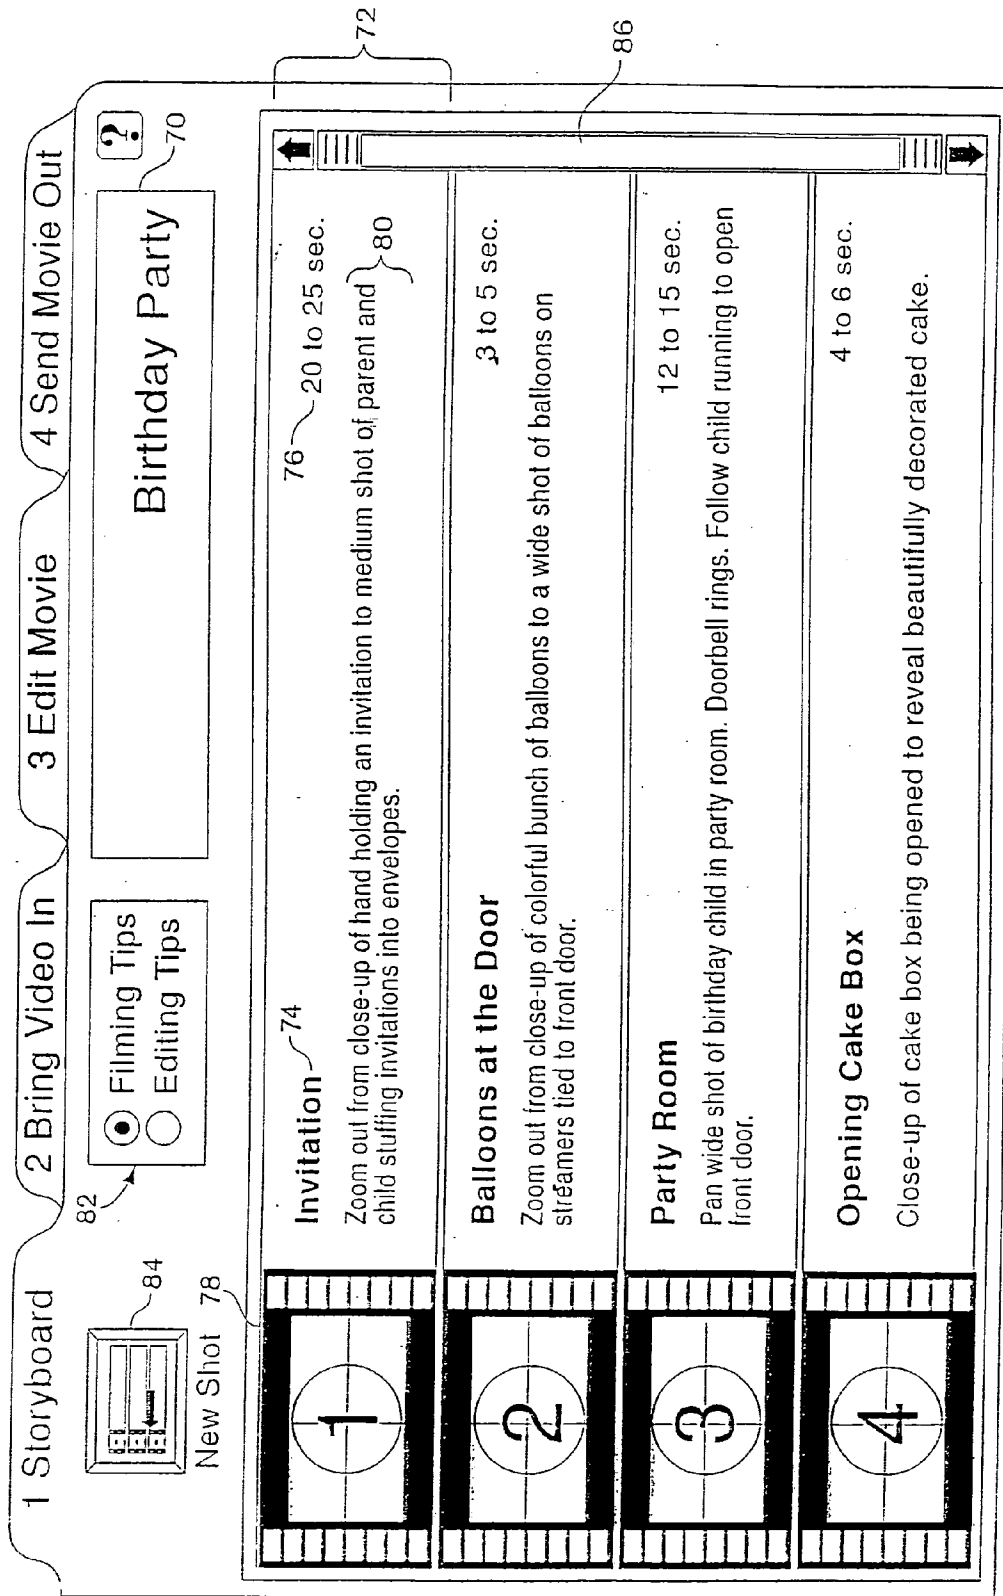 1 Storyboard
2 Bring Video In
3 Edit Movie
4 Send Movie Out
84
New Shot
82
Filming Tips
Editing Tips
Birthday Party
?
70
78
72
1
Invitation
74
76
20 to 25 sec.
Zoom out from close-up of hand holding an invitation to medium shot of parent and
child stuffing invitations into envelopes.
80
2
Balloons at the Door
3 to 5 sec.
Zoom out from close-up of colorful bunch of balloons to a wide shot of balloons on
streamers tied to front door.
86
3
Party Room
12 to 15 sec.
Pan wide shot of birthday child in party room. Doorbell rings. Follow child running to open
front door.
4
Opening Cake Box
4 to 6 sec.
Close-up of cake box being opened to reveal beautifully decorated cake.